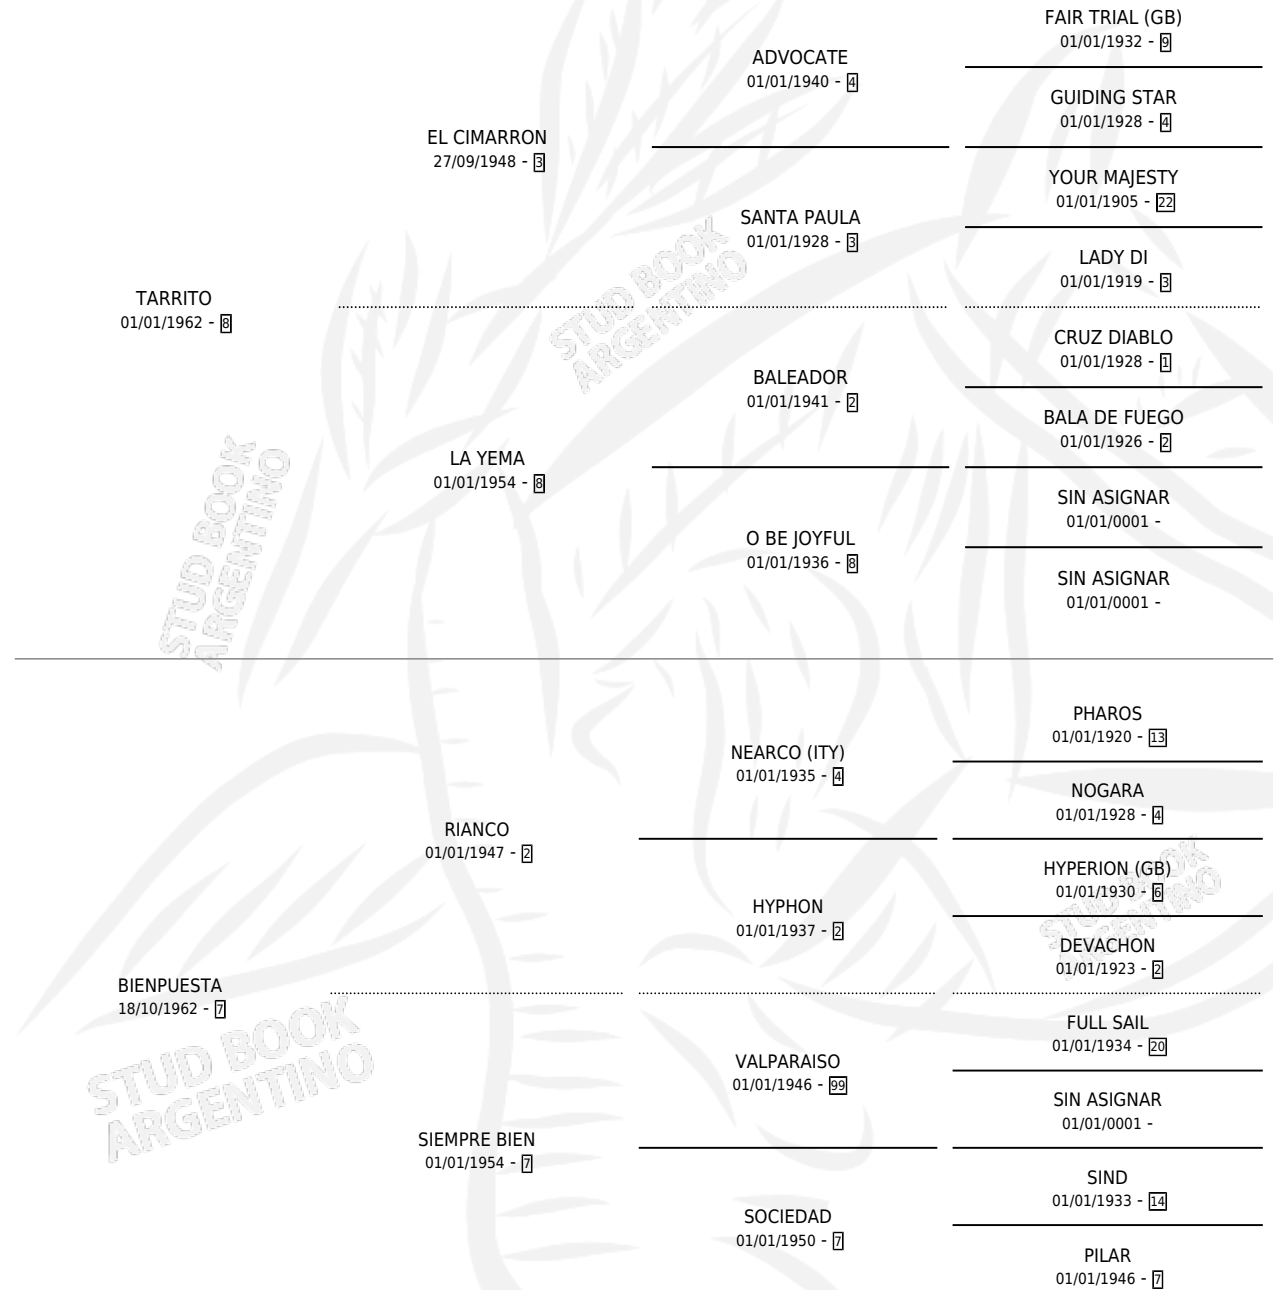 FAIR TRIAL (GB)
01/01/1932 - 9
ADVOCATE
01/01/1940 - 4
GUIDING STAR
01/01/1928 - 4
EL CIMARRON
27/09/1948 - 3
YOUR MAJESTY
01/01/1905 - 22
SANTA PAULA
01/01/1928 - 3
LADY DI
01/01/1919 - 3
TARRITO
01/01/1962 - 8
CRUZ DIABLO
01/01/1928 - 1
BALEADOR
01/01/1941 - 2
BALA DE FUEGO
01/01/1926 - 2
LA YEMA
01/01/1954 - 8
SIN ASIGNAR
01/01/0001 -
O BE JOYFUL
01/01/1936 - 8
SIN ASIGNAR
01/01/0001 -
STUD BOOK
ARGENTINO
STUD BOOK
ARGENTINO
PHAROS
01/01/1920 - 13
NEARCO (ITY)
01/01/1935 - 4
NOGARA
01/01/1928 - 4
RIANCO
01/01/1947 - 2
HYPERION (GB)
01/01/1930 - 6
HYPHON
01/01/1937 - 2
DEVACHON
01/01/1923 - 2
BIENPUESTA
18/10/1962 - 7
FULL SAIL
01/01/1934 - 20
VALPARAISO
01/01/1946 - 99
SIN ASIGNAR
01/01/0001 -
SIEMPRE BIEN
01/01/1954 - 7
SIND
01/01/1933 - 14
SOCIEDAD
01/01/1950 - 7
PILAR
01/01/1946 - 7
STUD BOOK
ARGENTINO
STUD BOOK
ARGENTINO